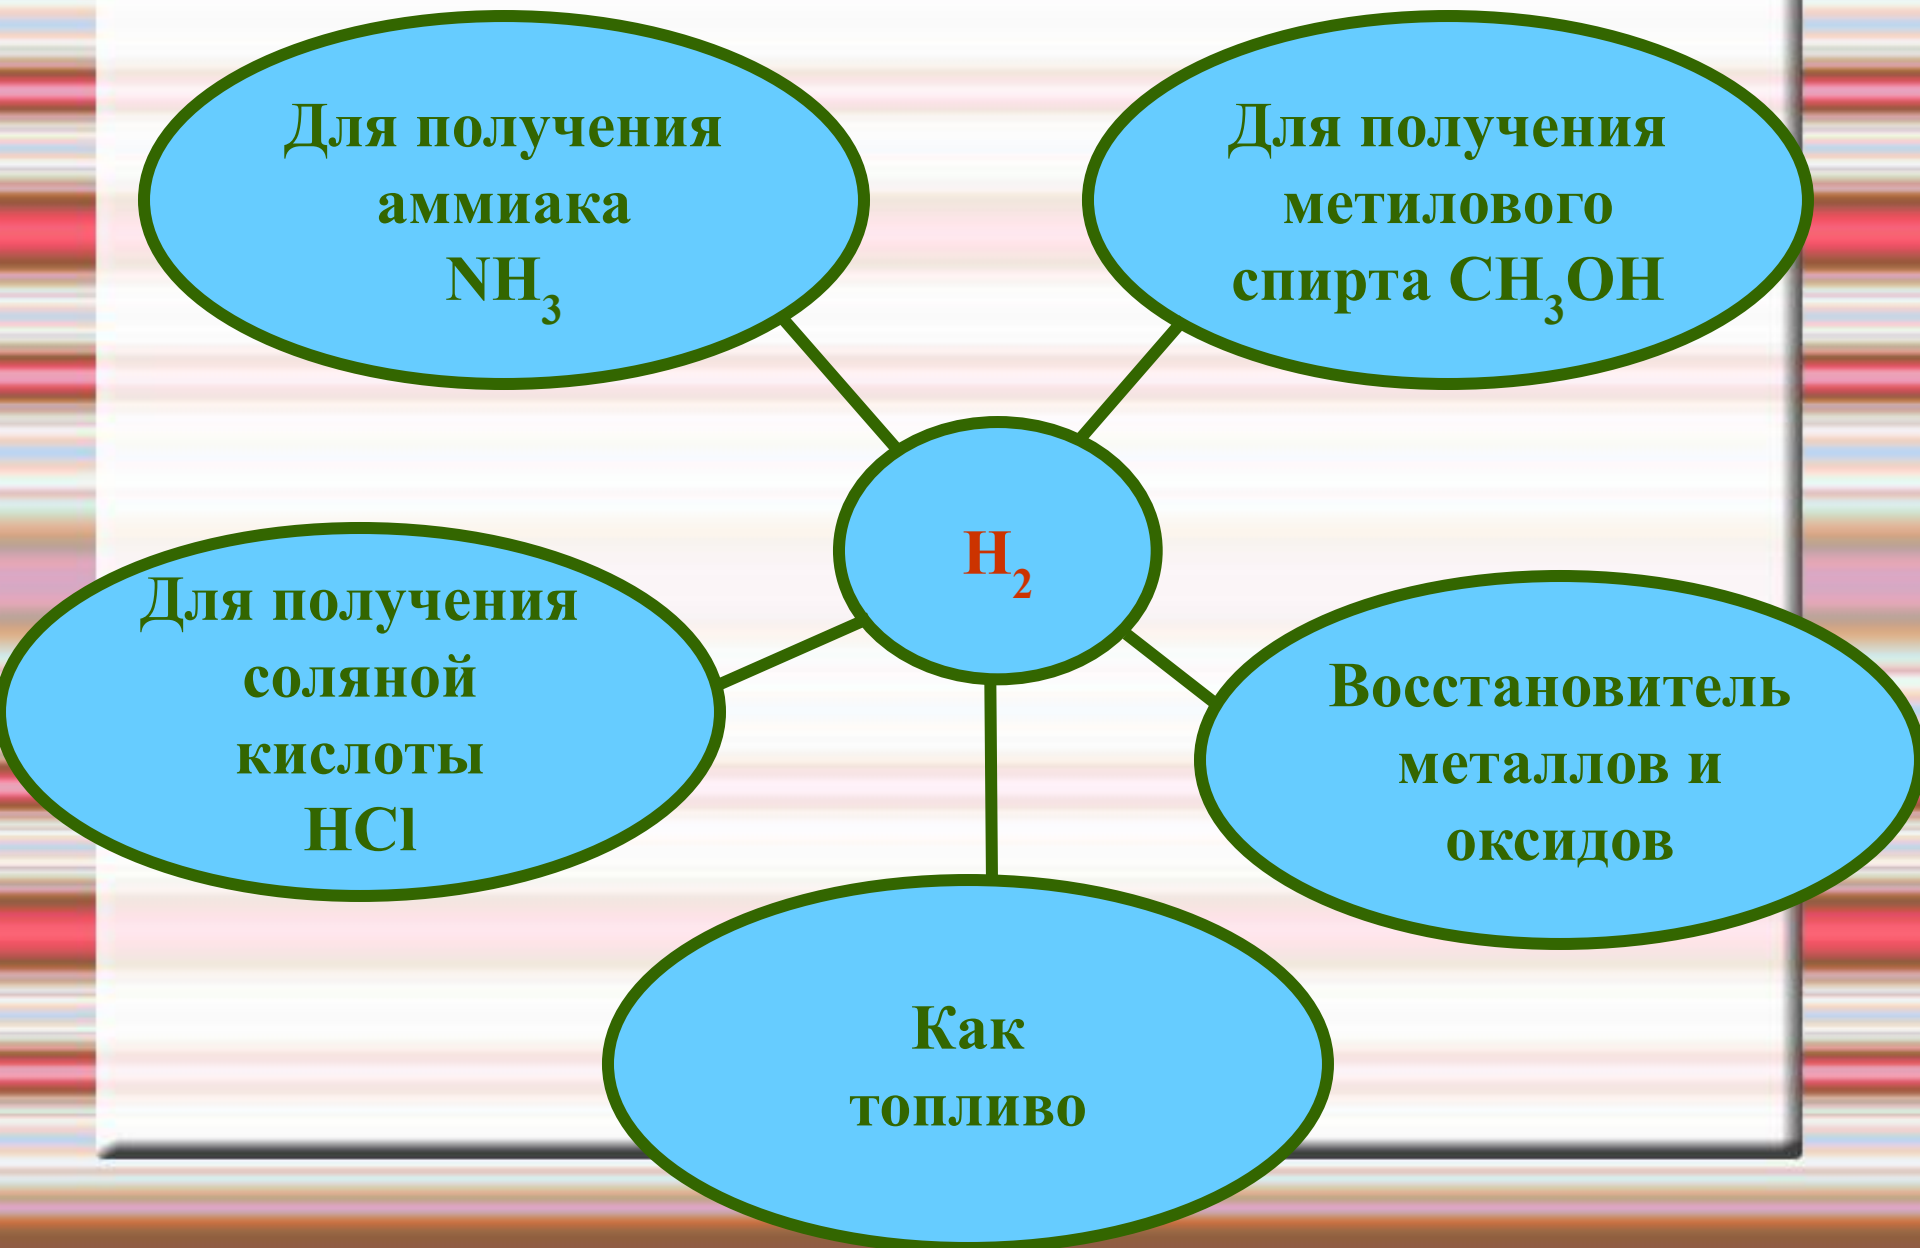 Для получения
аммиака
NH₃
Для получения
метилового
спирта CH₃OH
H₂
Для получения
соляной
кислоты
HCl
Восстановитель
металлов и
оксидов
Как
топливо